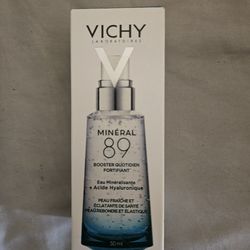 VICHY
LABORATOIRES
MINÉRAL
89
BOOSTER QUOTIDIEN
FORTIFIANT
Eau Minéralisante
+ Acide Hyaluronique
PEAU FRAÎCHE ET
ÉCLATANTE DE SANTÉ
PEAU REBONDIE ET ÉLASTIQUE
50 ml